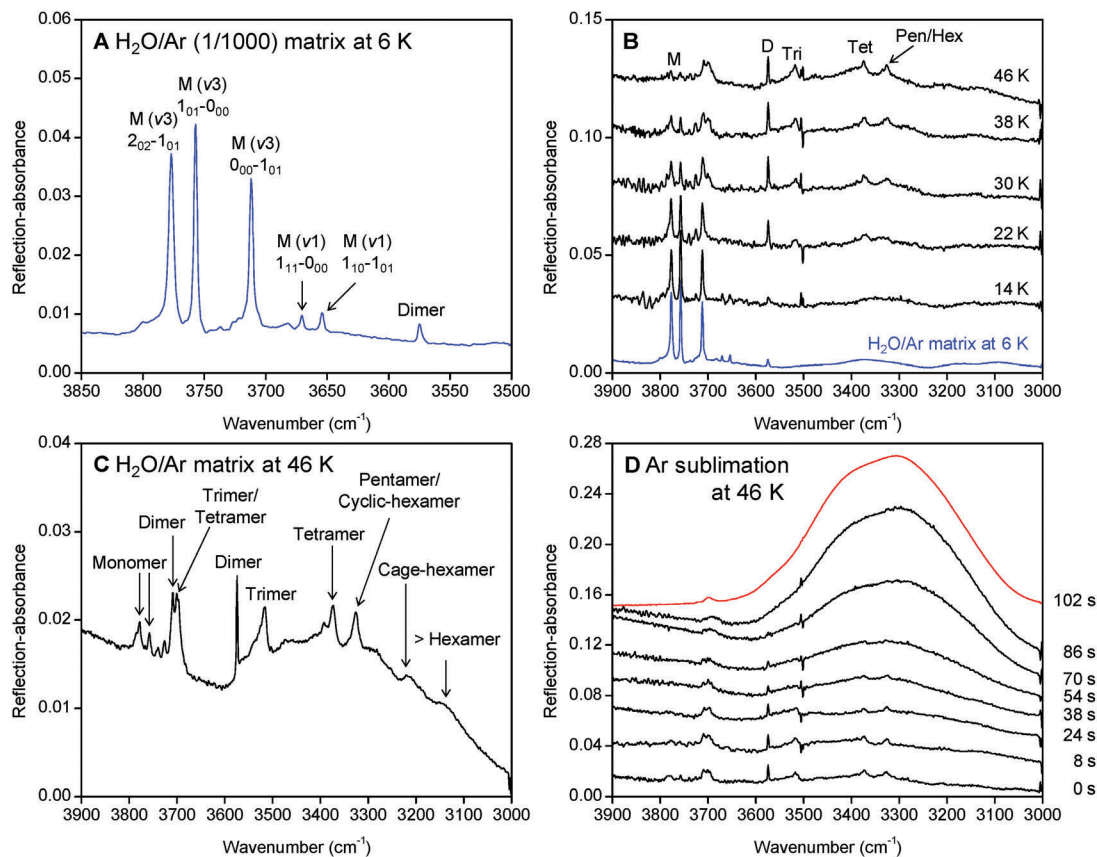 A H₂O/Ar (1/1000) matrix at 6 K
M (v3)
2₀₂-1₀₁
M (v3)
1₀₁-0₀₀
M (v3)
0₀₀-1₀₁
M (v1)
1₁₁-0₀₀
M (v1)
1₁₀-1₀₁
Dimer
Reflection-absorbance
0.06
0.05
0.04
0.03
0.02
0.01
0.00
3850 3800 3750 3700 3650 3600 3550 3500
Wavenumber (cm⁻¹)
B
M
D
Tri
Tet
Pen/Hex
46 K
38 K
30 K
22 K
14 K
H₂O/Ar matrix at 6 K
Reflection-absorbance
0.15
0.10
0.05
0.00
3900 3800 3700 3600 3500 3400 3300 3200 3100 3000
Wavenumber (cm⁻¹)
C H₂O/Ar matrix at 46 K
Monomer
Dimer
Trimer/
Tetramer
Dimer
Trimer
Tetramer
Pentamer/
Cyclic-hexamer
Cage-hexamer
> Hexamer
Reflection-absorbance
0.04
0.03
0.02
0.01
0.00
3900 3800 3700 3600 3500 3400 3300 3200 3100 3000
Wavenumber (cm⁻¹)
D Ar sublimation
at 46 K
102 s
86 s
70 s
54 s
38 s
24 s
8 s
0 s
Reflection-absorbance
0.28
0.24
0.20
0.16
0.12
0.08
0.04
0.00
3900 3800 3700 3600 3500 3400 3300 3200 3100 3000
Wavenumber (cm⁻¹)